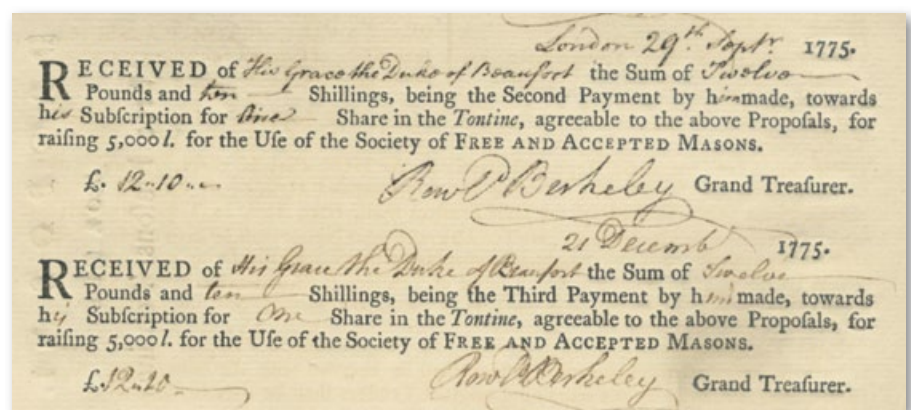 London 29th Septr. 1775.
RECEIVED of His Grace the Duke of Beaufort the Sum of Twelve
Pounds and ten Shillings, being the Second Payment by him made, towards
his Subſcription for One Share in the Tontine, agreeable to the above Propoſals, for
raiſing 5,000l. for the Uſe of the Society of FREE AND ACCEPTED MASONS.
£. 12.. 10..
Rowd Berkeley Grand Treaſurer.
21 Decemb 1775.
RECEIVED of His Grace the Duke of Beaufort the Sum of Twelve
Pounds and ten Shillings, being the Third Payment by him made, towards
his Subſcription for One Share in the Tontine, agreeable to the above Propoſals, for
raiſing 5,000l. for the Uſe of the Society of FREE AND ACCEPTED MASONS.
£. 12.. 10
Rowd Berkeley Grand Treaſurer.